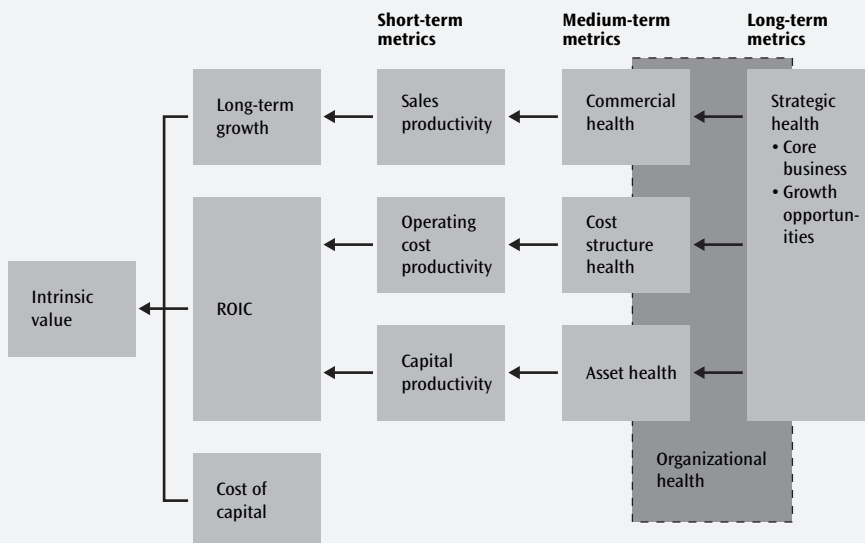 Short-term
metrics
Medium-term
metrics
Long-term
metrics
Long-term
growth
Sales
productivity
Commercial
health
Strategic
health
• Core
business
• Growth
opportun-
ities
Operating
cost
productivity
Cost
structure
health
Intrinsic
value
ROIC
Capital
productivity
Asset health
Organizational
health
Cost of
capital